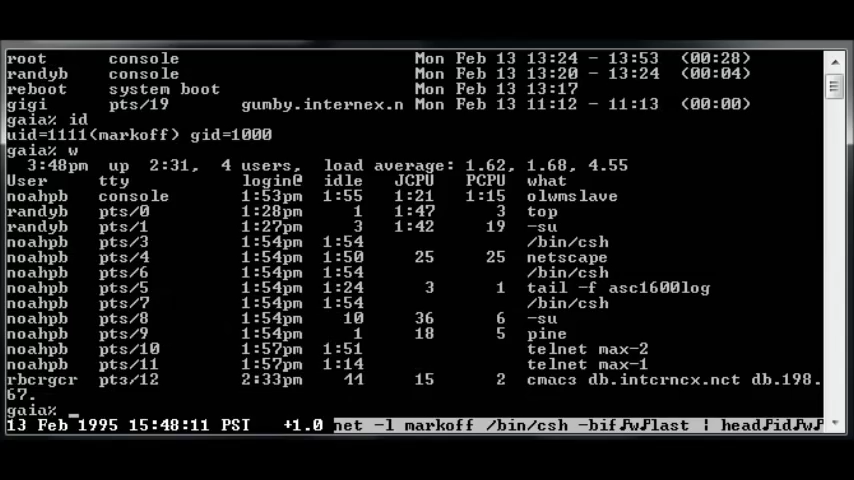 root console Mon Feb 13 13:24 - 13:53 (00:28)
randyb console Mon Feb 13 13:20 - 13:24 (00:04)
reboot system boot Mon Feb 13 13:17
gigi pts/19 gumby.internex.n Mon Feb 13 11:12 - 11:13 (00:00)
gaia% id
uid=1111(markoff) gid=1000
gaia% w
3:48pm up 2:31, 4 users, load average: 1.62, 1.68, 4.55
User tty login@ idle JCPU PCPU what
noahpb console 1:53pm 1:55 1:21 1:15 olwmslave
randyb pts/0 1:28pm 1 1:47 3 top
randyb pts/1 1:27pm 3 1:42 19 -su
noahpb pts/3 1:54pm 1:54 /bin/csh
noahpb pts/4 1:54pm 1:50 25 25 netscape
noahpb pts/6 1:54pm 1:54 /bin/csh
noahpb pts/5 1:54pm 1:24 3 1 tail -f asc1600log
noahpb pts/7 1:54pm 1:54 /bin/csh
noahpb pts/8 1:54pm 10 36 6 -su
noahpb pts/9 1:54pm 1 18 5 pine
noahpb pts/10 1:57pm 1:51 telnet max-2
noahpb pts/11 1:57pm 1:14 telnet max-1
rberger pts/12 2:33pm 11 15 2 emacs db.internex.net db.198.
67.
gaia% _
13 Feb 1995 15:48:11 PST +1.0 net -l markoff /bin/csh -bif♪w♪last | head♪id♪w♪